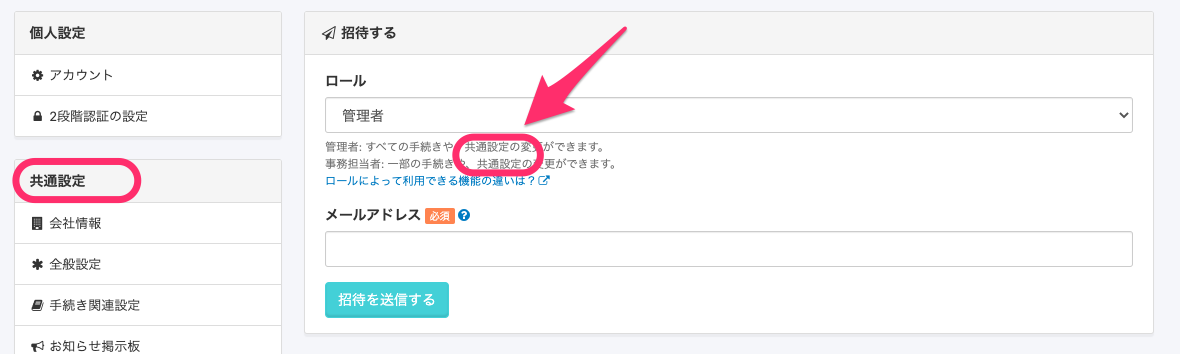 個人設定
アカウント
2段階認証の設定
共通設定
会社情報
全般設定
手続き関連設定
お知らせ掲示板
招待する
ロール
管理者
管理者: すべての手続きや、共通設定の変更ができます。
事務担当者: 一部の手続きや、共通設定の変更ができます。
ロールによって利用できる機能の違いは？
メールアドレス 必須
招待を送信する